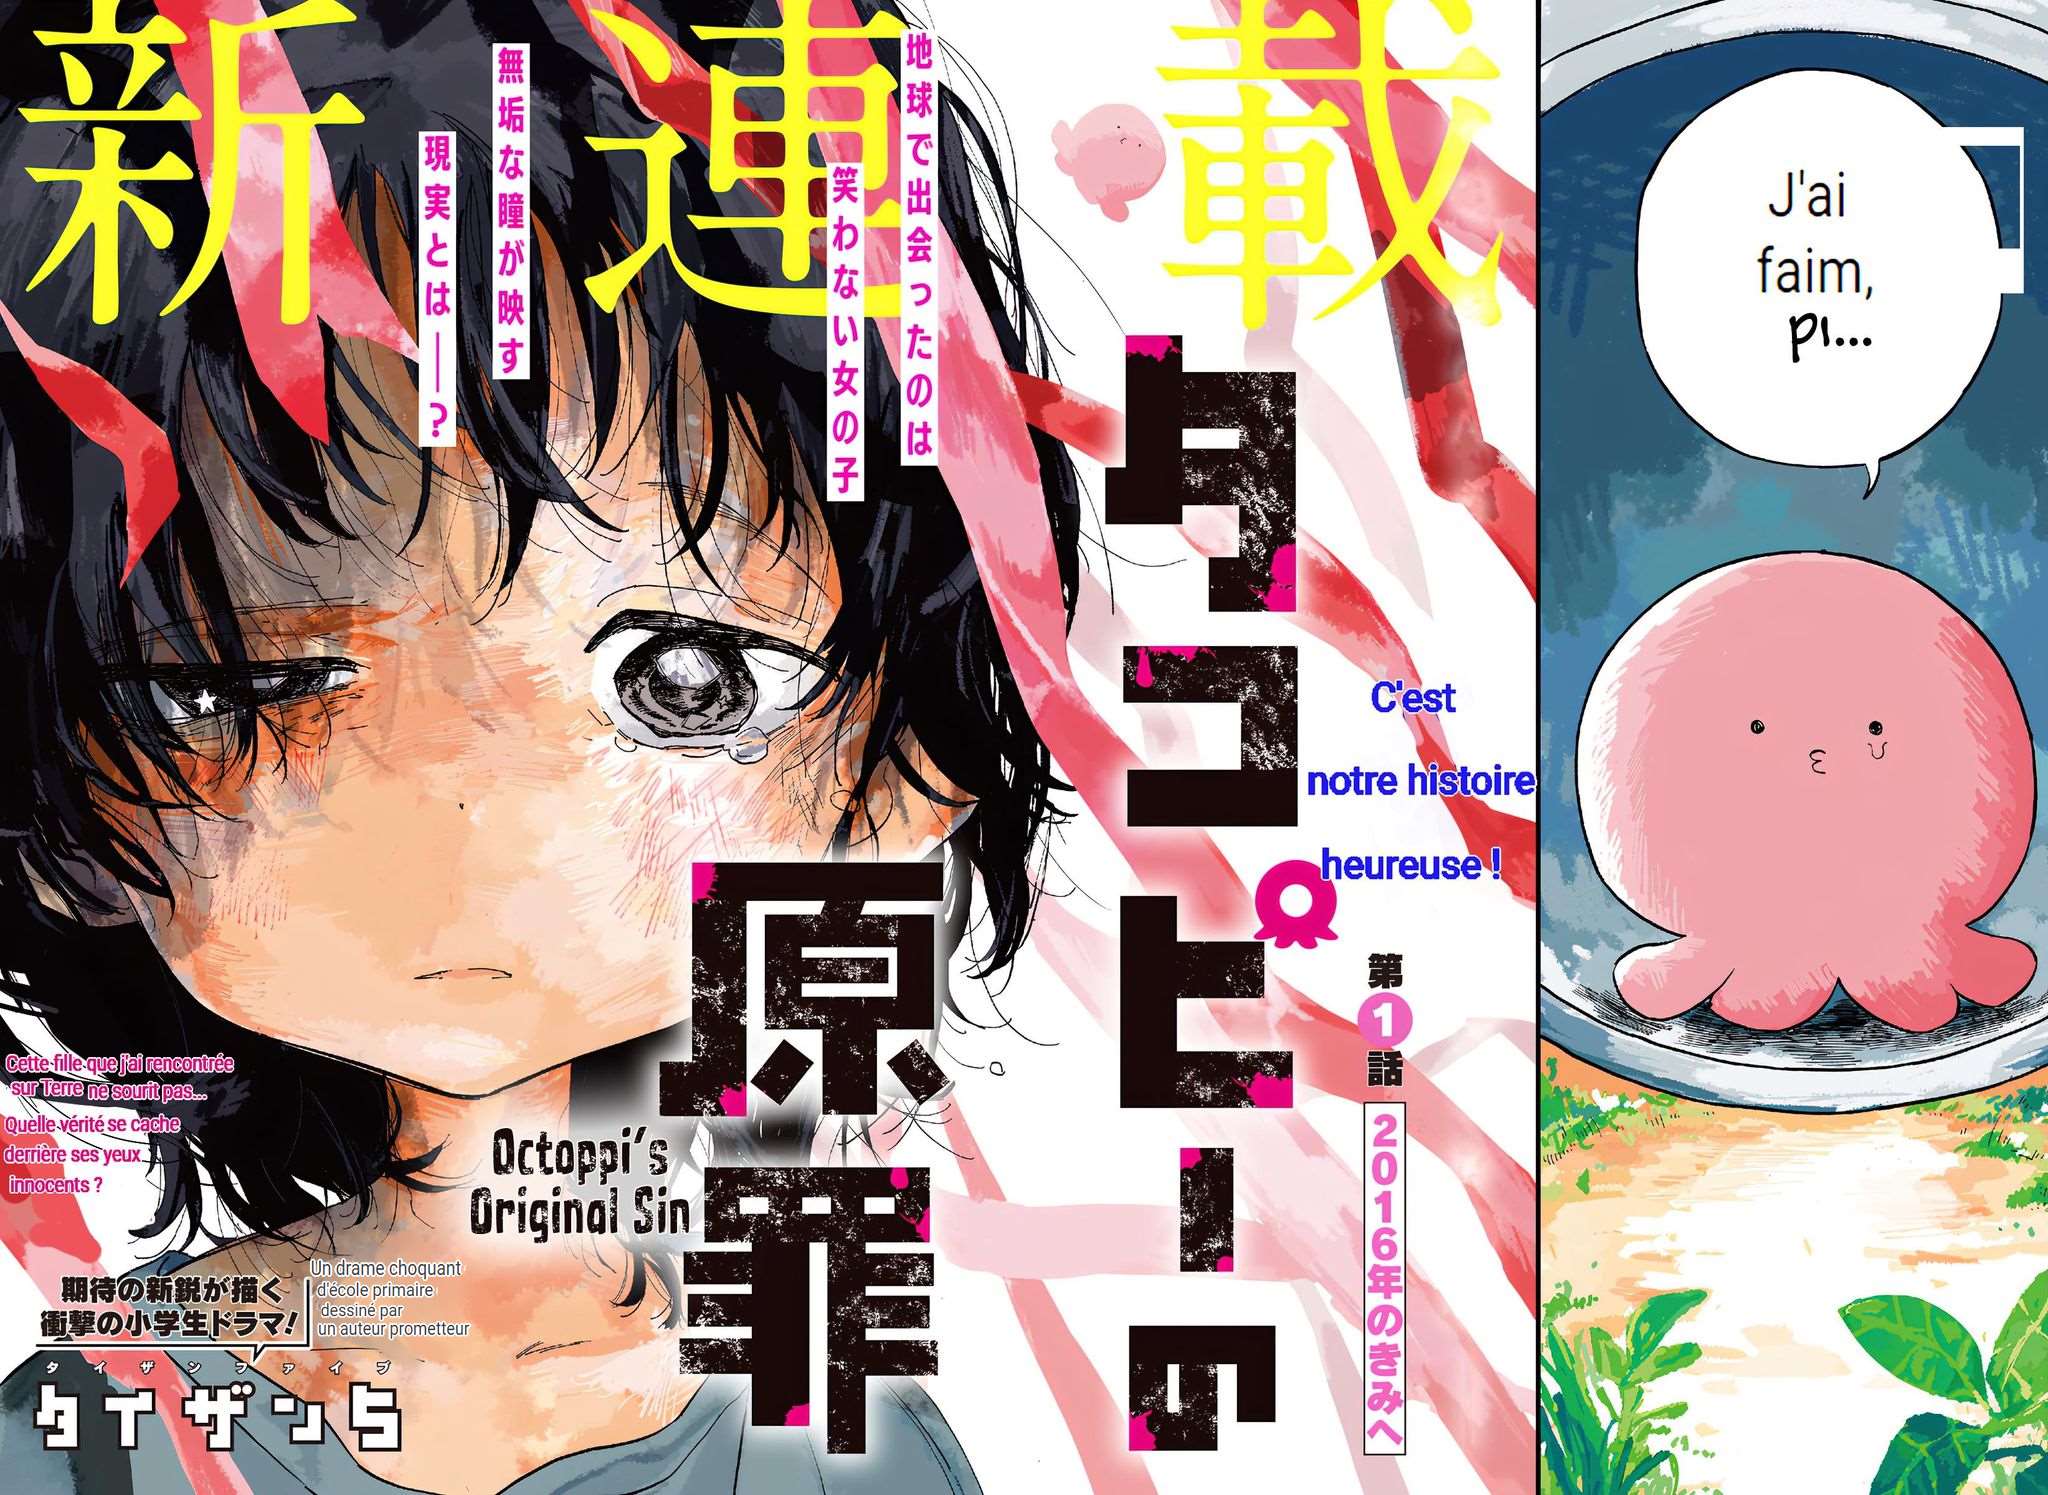 新連載
J'ai
faim,
pi...
地球で出会ったのは
笑わない女の子
無垢な瞳が映す
現実とは——?
タコピーの
原罪
C'est
notre histoire
heureuse !
第1話
2016年のきみへ
Octoppi's
Original Sin
Cette fille que j'ai rencontrée
sur Terre ne sourit pas...
Quelle vérité se cache
derrière ses yeux
innocents ?
期待の新鋭が描く
衝撃の小学生ドラマ!
Un drame choquant
d'école primaire
dessiné par
un auteur prometteur
タイザンファイブ
タイザン5